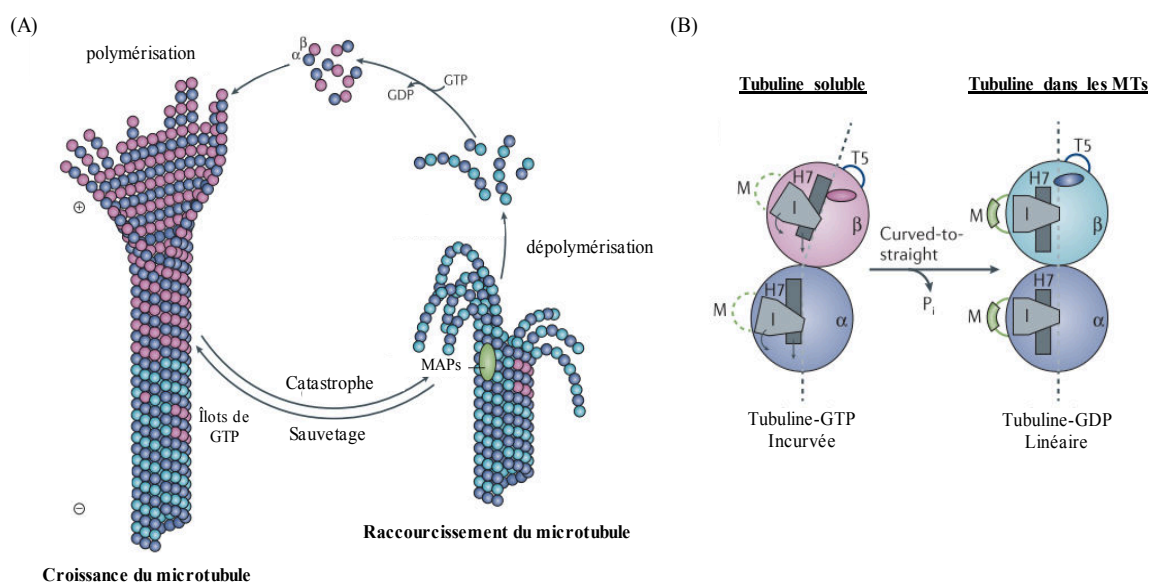 (A)
polymérisation
β
α
GDP
GTP
⊕
dépolymérisation
MAPs
Catastrophe
Îlots de
GTP
Sauvetage
⊖
Raccourcissement du microtubule
Croissance du microtubule
(B)
Tubuline soluble
Tubuline dans les MTs
T5
H7
M
I
β
Curved-to-
straight
Pi
H7
M
I
α
T5
H7
M
I
β
H7
M
I
α
Tubuline-GTP
Incurvée
Tubuline-GDP
Linéaire